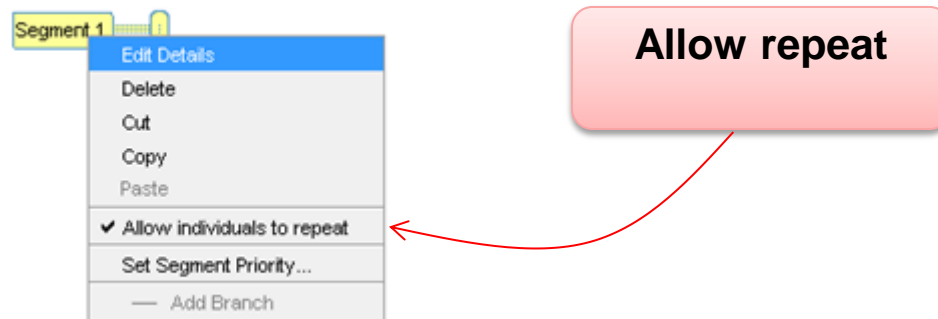 Segment 1
Allow repeat
Edit Details
Delete
Cut
Copy
Paste
✔ Allow individuals to repeat
Set Segment Priority...
— Add Branch